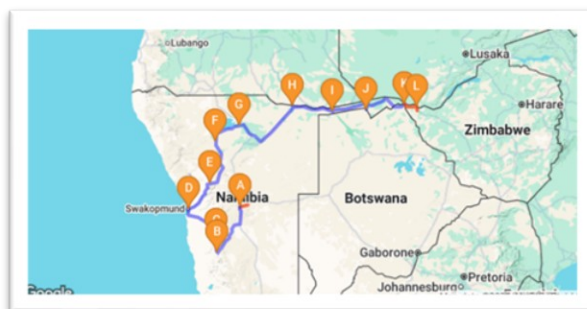 Lubango
Lusaka
K L
H I J
G
Harare
F
Zimbabwe
E
D A
Namibia
Botswana
Swakopmund
C
B
Gaborone
Pretoria
Johannesburg
Google